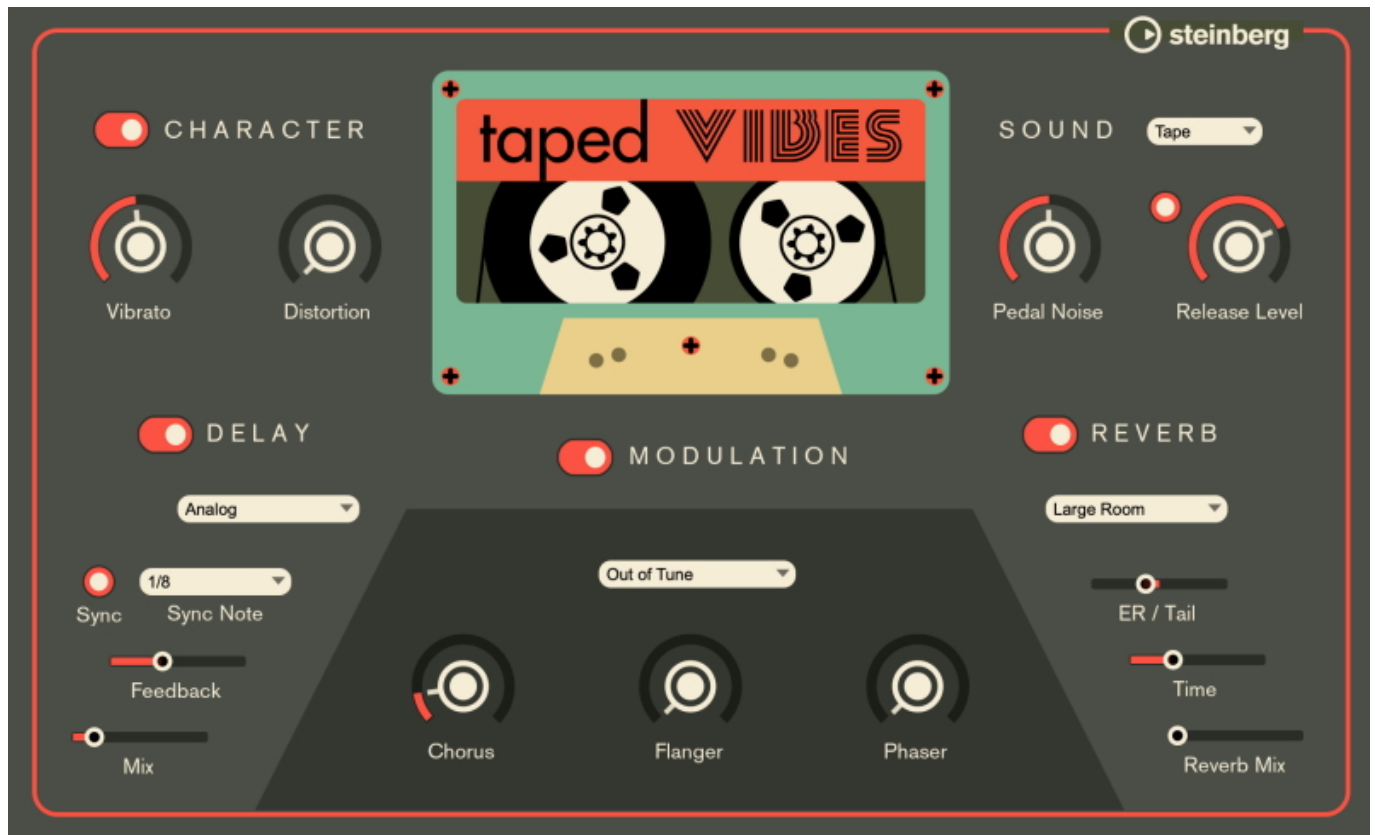 steinberg
CHARACTER
Vibrato
Distortion
taped VIBES
SOUND
Tape
Pedal Noise
Release Level
DELAY
Analog
1/8
Sync
Sync Note
Feedback
Mix
MODULATION
Out of Tune
Chorus
Flanger
Phaser
REVERB
Large Room
ER / Tail
Time
Reverb Mix